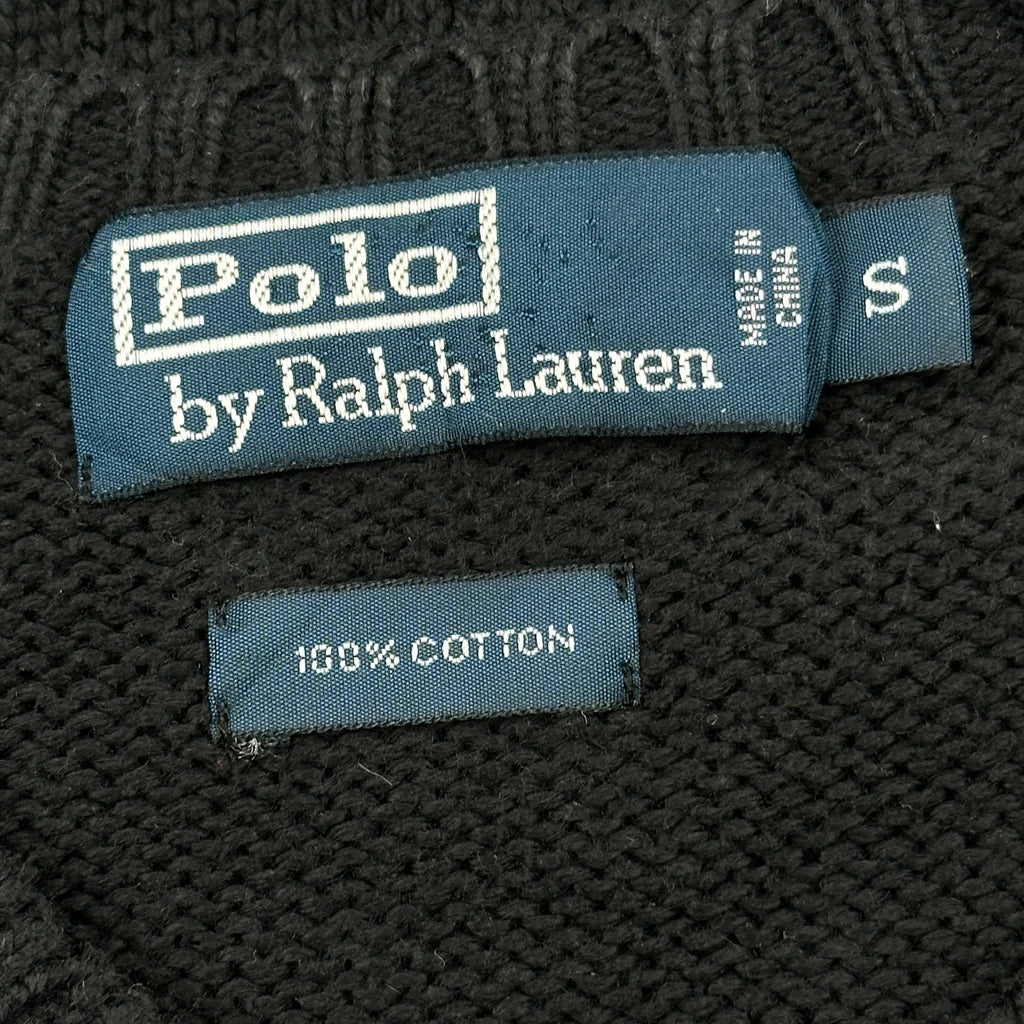 Polo
by Ralph Lauren
MADE IN
CHINA
S
100% COTTON